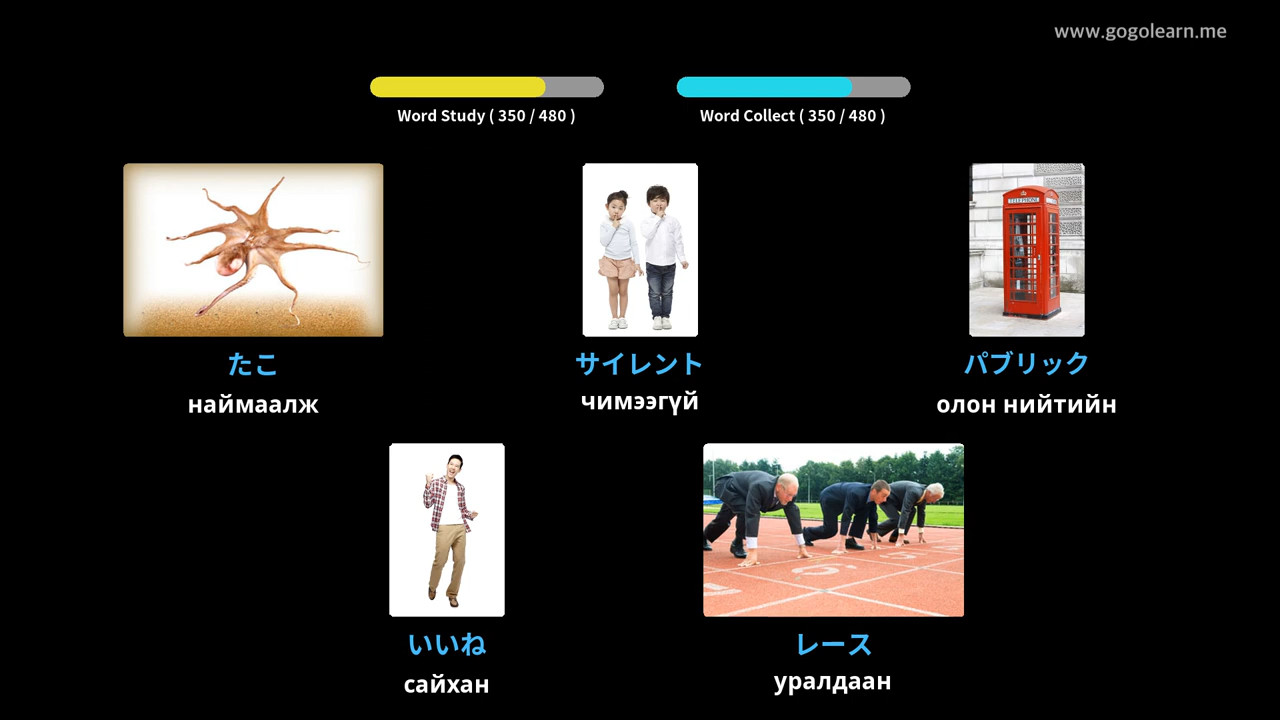 www.gogolearn.me
Word Study ( 350 / 480 )
Word Collect ( 350 / 480 )
TELEPHONE
たこ
サイレント
パブリック
наймаалж
чимээгүй
олон нийтийн
いいね
レース
сайхан
уралдаан